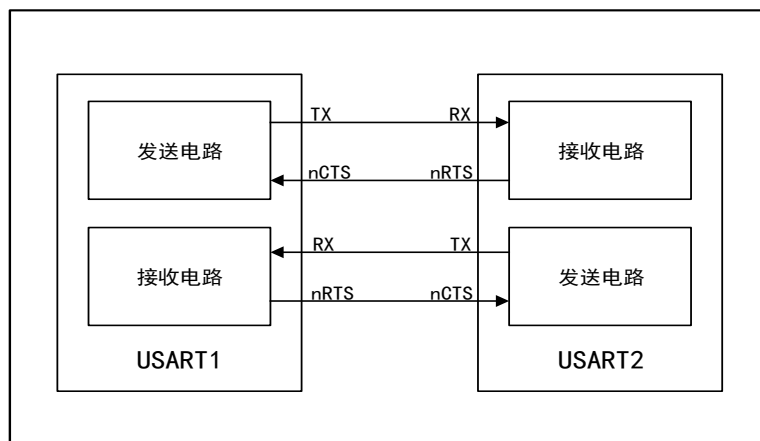 TX RX
发送电路 接收电路
nCTS nRTS
RX TX
接收电路 发送电路
nRTS nCTS
USART1 USART2